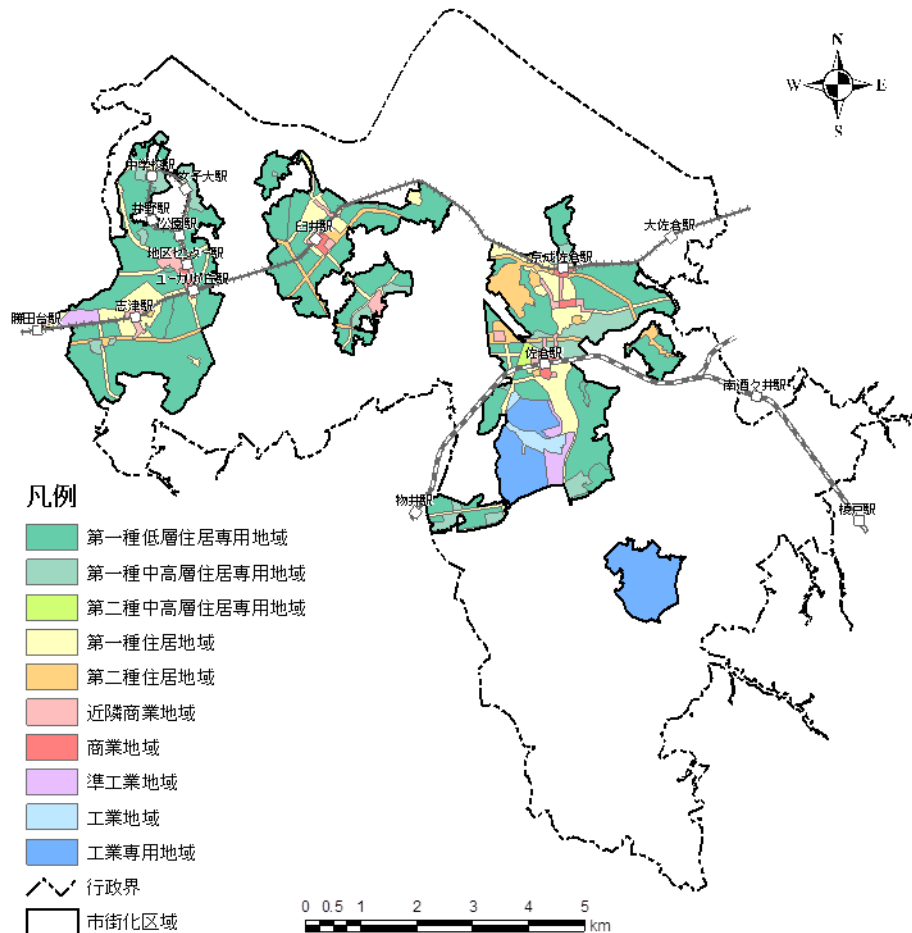 N
W E
S
中学校駅
女子大駅
井野駅
公園駅
地区センター駅
ユーカリが丘駅
志津駅
勝田台駅
臼井駅
京成佐倉駅
大佐倉駅
佐倉駅
南酒々井駅
物井駅
榎戸駅
凡例
第一種低層住居専用地域
第一種中高層住居専用地域
第二種中高層住居専用地域
第一種住居地域
第二種住居地域
近隣商業地域
商業地域
準工業地域
工業地域
工業専用地域
行政界
市街化区域
0 0.5 1 2 3 4 5
km